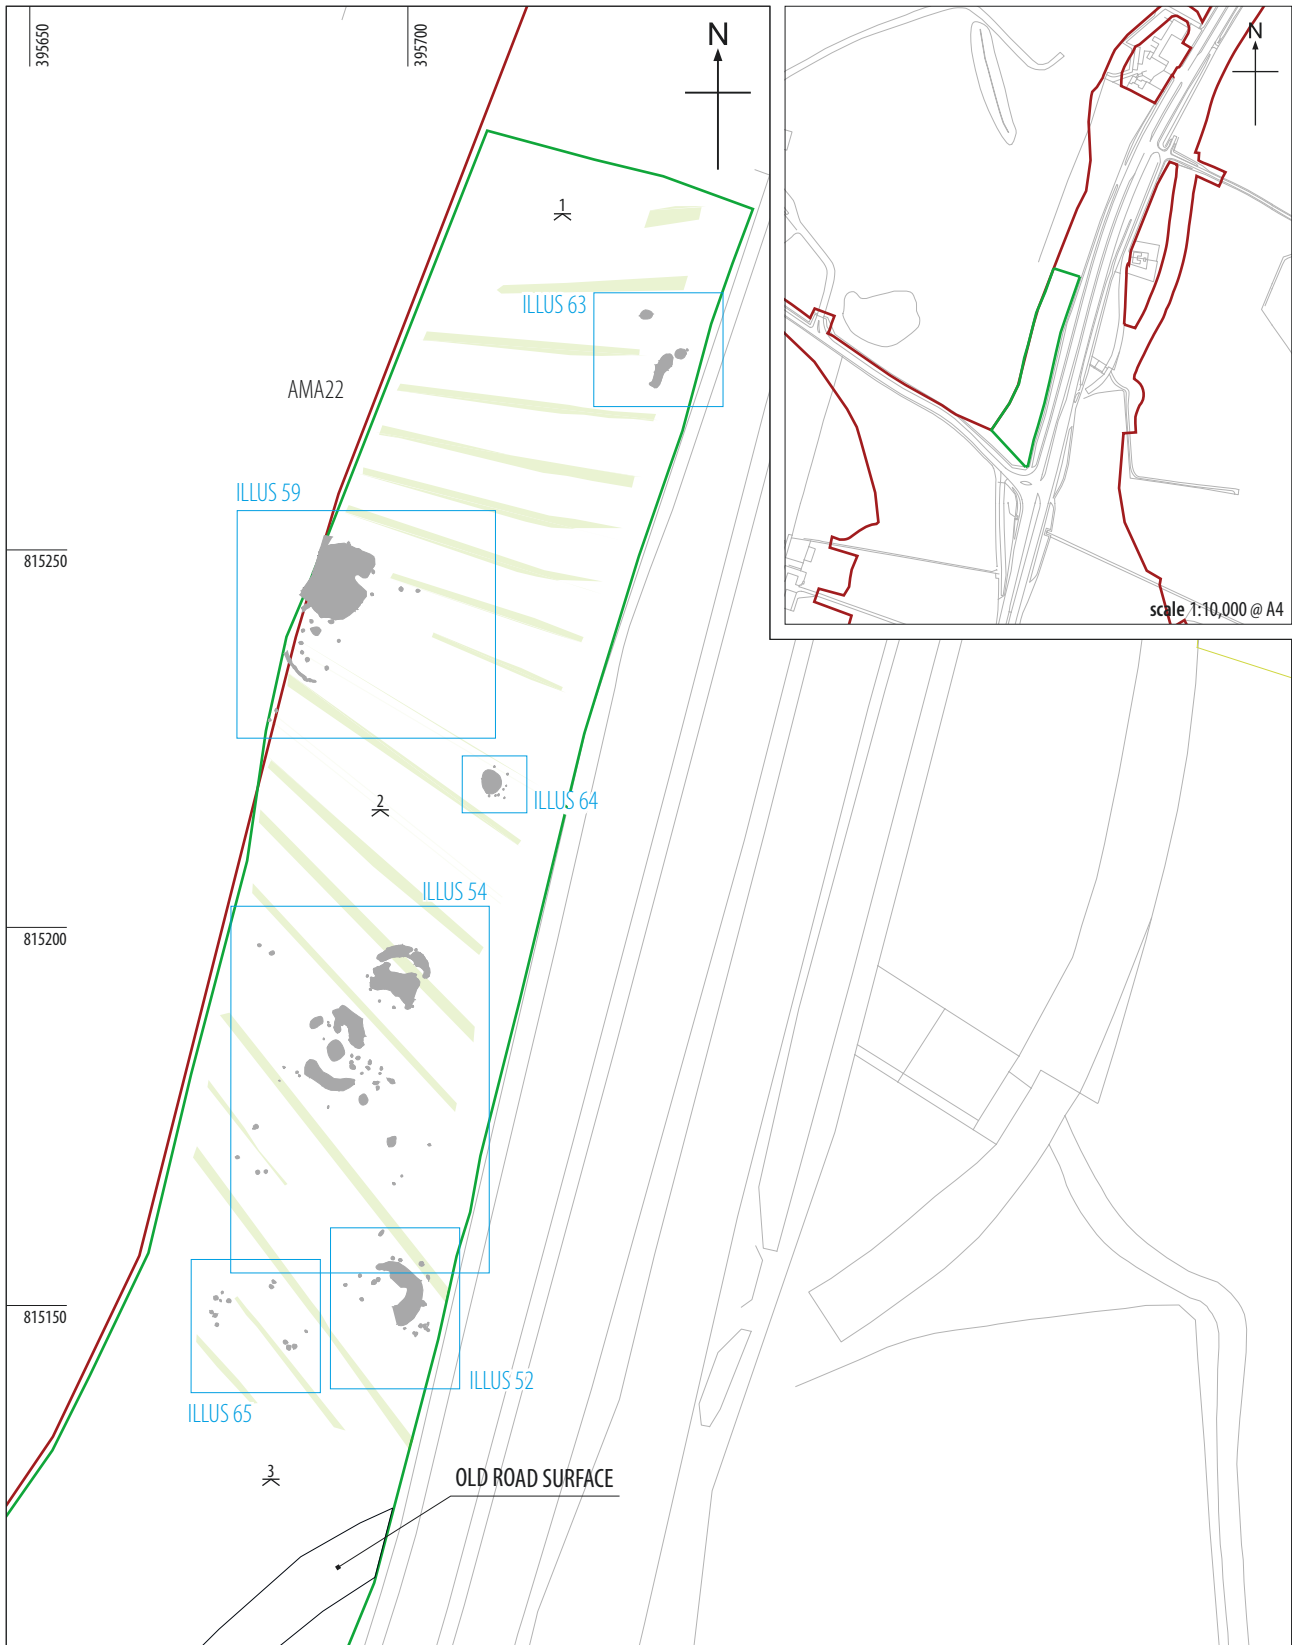 395650
395700
N
N
1
ILLUS 63
AMA22
ILLUS 59
815250
scale 1:10,000 @ A4
2
ILLUS 64
ILLUS 54
815200
815150
ILLUS 52
ILLUS 65
3
OLD ROAD SURFACE